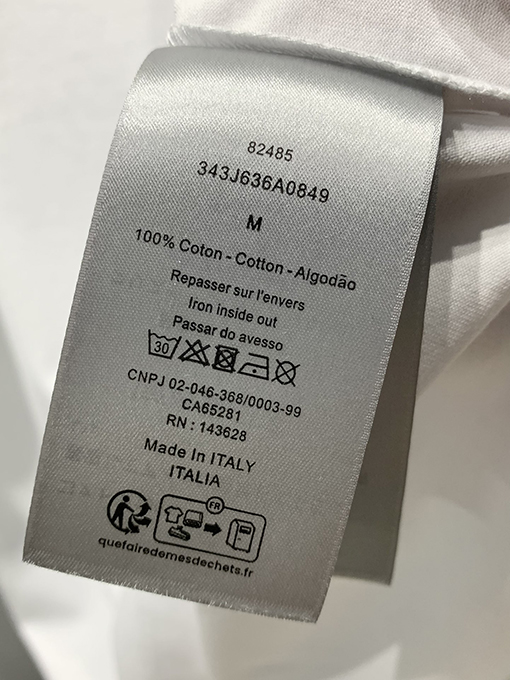 82485
343J636A0849
M
100% Coton - Cotton - Algodão
Repasser sur l'envers
Iron inside out
Passar do avesso
30
CNPJ 02-046-368/0003-99
CA65281
RN : 143628
Made In ITALY
ITALIA
FR
quefairedemesdechets.fr